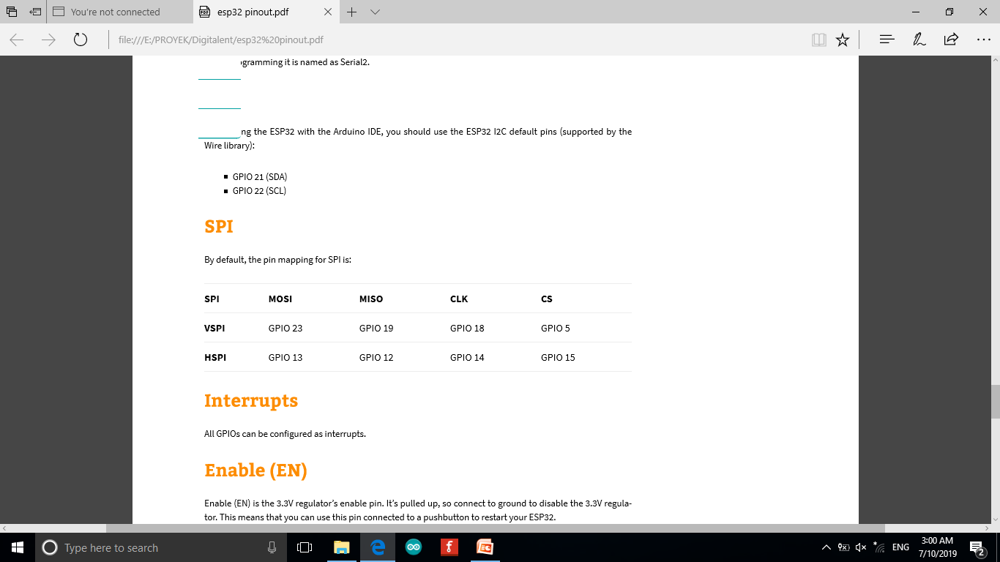 You're not connected
esp32 pinout.pdf
file:///E:/PROYEK/Digitalent/esp32%20pinout.pdf
gramming it is named as Serial2.
ng the ESP32 with the Arduino IDE, you should use the ESP32 I2C default pins (supported by the
Wire library):
GPIO 21 (SDA)
GPIO 22 (SCL)
SPI
By default, the pin mapping for SPI is:
SPI MOSI MISO CLK CS
VSPI GPIO 23 GPIO 19 GPIO 18 GPIO 5
HSPI GPIO 13 GPIO 12 GPIO 14 GPIO 15
Interrupts
All GPIOs can be configured as interrupts.
Enable (EN)
Enable (EN) is the 3.3V regulator's enable pin. It's pulled up, so connect to ground to disable the 3.3V regula-
tor. This means that you can use this pin connected to a pushbutton to restart your ESP32.
Type here to search
ENG
3:00 AM
7/10/2019
2